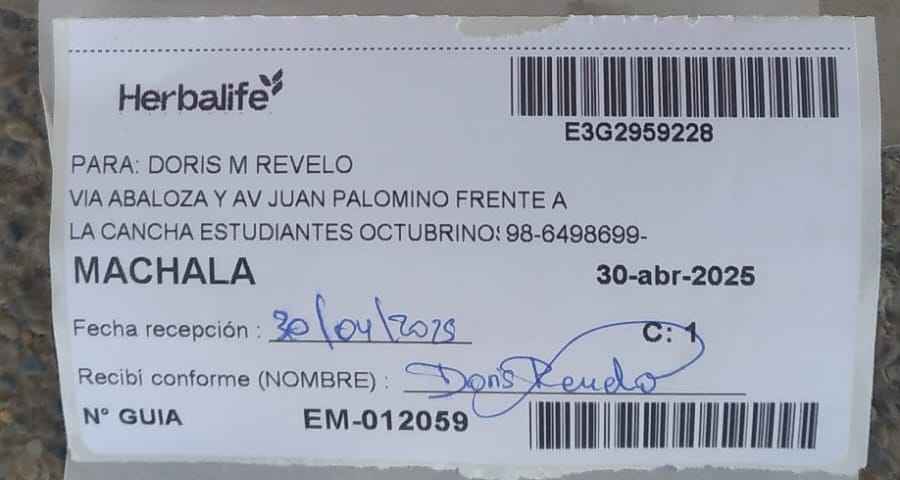 Herbalife
E3G2959228
PARA: DORIS M REVELO
VIA ABALOZA Y AV JUAN PALOMINO FRENTE A
LA CANCHA ESTUDIANTES OCTUBRINOS 98-6498699-
MACHALA 30-abr-2025
Fecha recepción : 30/04/2025
C: 1
Recibí conforme (NOMBRE) : Doris Revelo
N° GUIA EM-012059